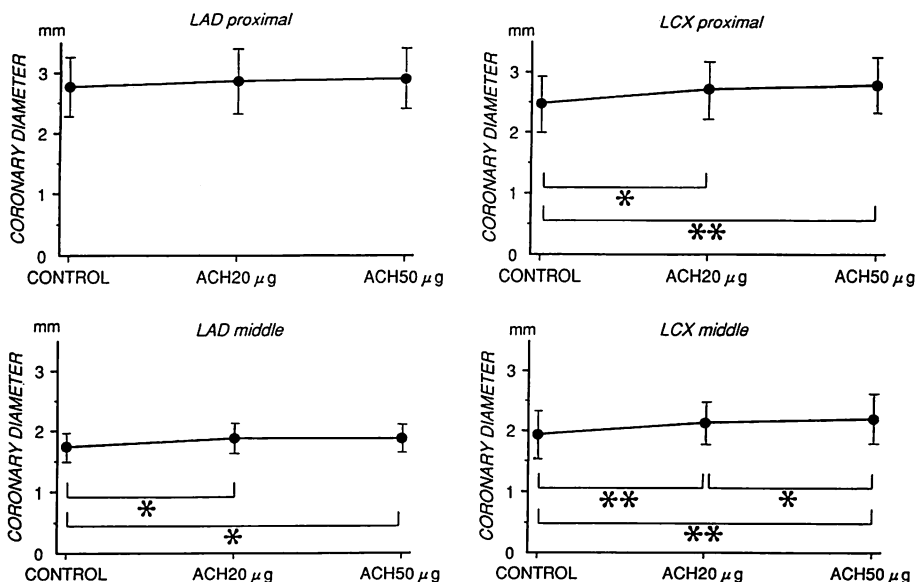 LAD proximal
mm
CORONARY DIAMETER
3
2
1
0
CONTROL
ACH20 μg
ACH50 μg
LCX proximal
mm
CORONARY DIAMETER
3
2
1
0
*
**
CONTROL
ACH20 μg
ACH50 μg
LAD middle
mm
CORONARY DIAMETER
3
2
1
0
*
*
CONTROL
ACH20 μg
ACH50 μg
LCX middle
mm
CORONARY DIAMETER
3
2
1
0
**
*
**
CONTROL
ACH20 μg
ACH50 μg